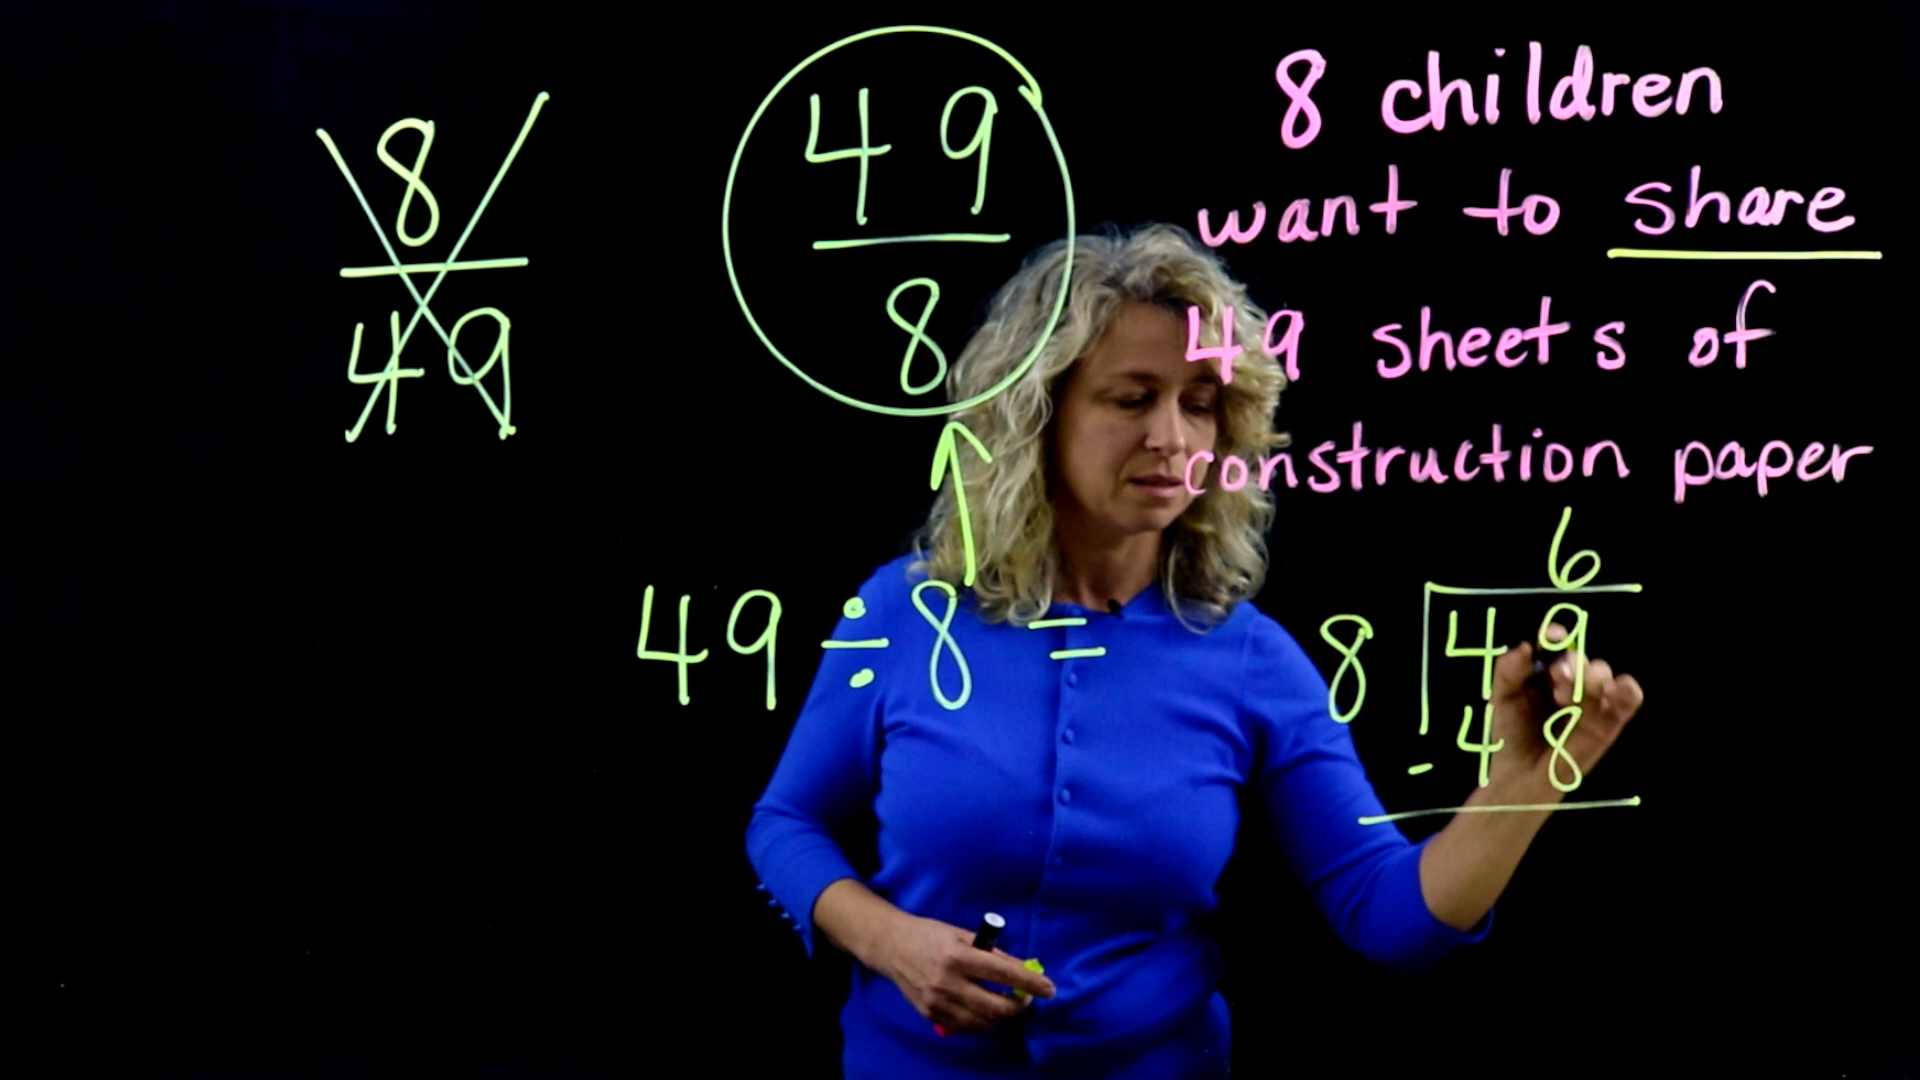 8
49
49
8
8 children
want to share
49 sheets of
construction paper
49 ÷ 8 =
6
8 49
- 48